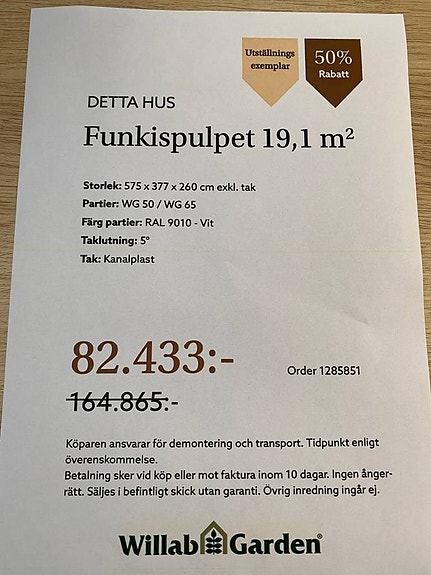 Utställnings
exemplar
50%
Rabatt
DETTA HUS
Funkispulpet 19,1 m²
Storlek: 575 x 377 x 260 cm exkl. tak
Partier: WG 50 / WG 65
Färg partier: RAL 9010 - Vit
Taklutning: 5°
Tak: Kanalplast
82.433:-
Order 1285851
164.865:-
Köparen ansvarar för demontering och transport. Tidpunkt enligt
överenskommelse.
Betalning sker vid köp eller mot faktura inom 10 dagar. Ingen ånger-
rätt. Säljes i befintligt skick utan garanti. Övrig inredning ingår ej.
Willab Garden®